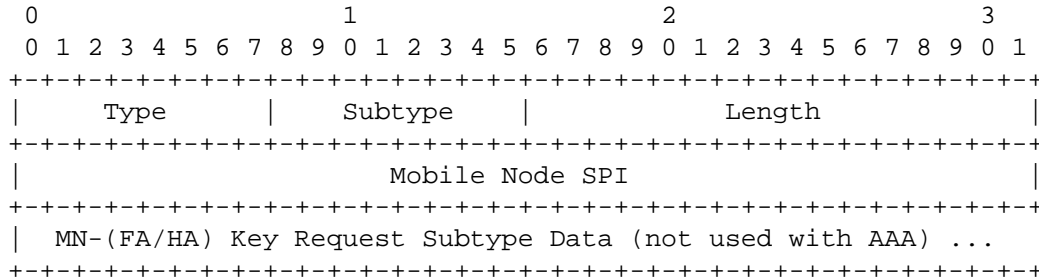 0                   1                   2                   3
 0 1 2 3 4 5 6 7 8 9 0 1 2 3 4 5 6 7 8 9 0 1 2 3 4 5 6 7 8 9 0 1
+-+-+-+-+-+-+-+-+-+-+-+-+-+-+-+-+-+-+-+-+-+-+-+-+-+-+-+-+-+-+-+-+
|     Type      |    Subtype    |            Length             |
+-+-+-+-+-+-+-+-+-+-+-+-+-+-+-+-+-+-+-+-+-+-+-+-+-+-+-+-+-+-+-+-+
|                       Mobile Node SPI                         |
+-+-+-+-+-+-+-+-+-+-+-+-+-+-+-+-+-+-+-+-+-+-+-+-+-+-+-+-+-+-+-+-+
|  MN-(FA/HA) Key Request Subtype Data (not used with AAA) ...
+-+-+-+-+-+-+-+-+-+-+-+-+-+-+-+-+-+-+-+-+-+-+-+-+-+-+-+-+-+-+-+-+